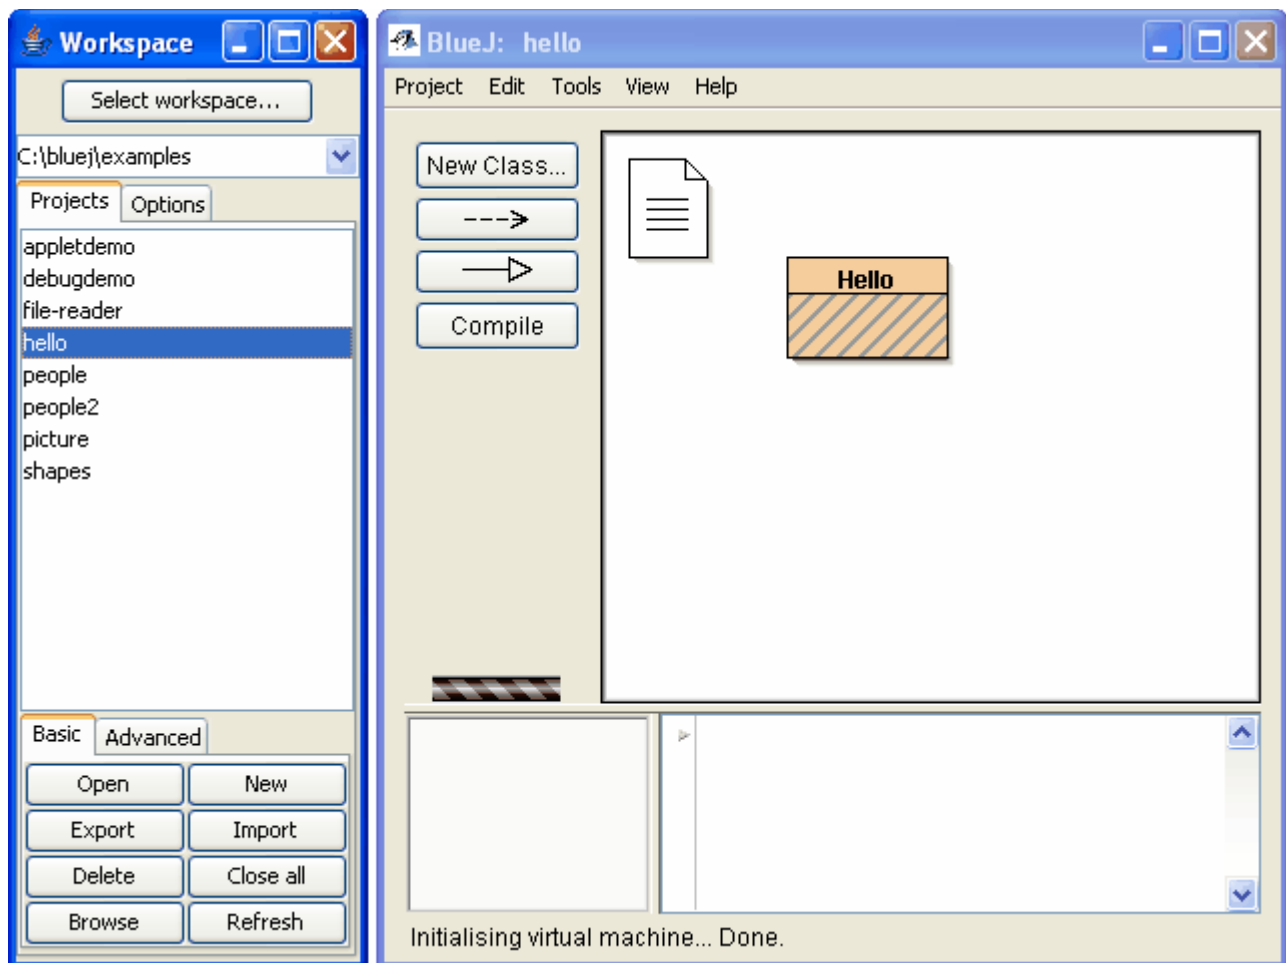 Workspace
Select workspace...
C:\bluej\examples
Projects Options
appletdemo
debugdemo
file-reader
hello
people
people2
picture
shapes
Basic Advanced
Open New
Export Import
Delete Close all
Browse Refresh
BlueJ: hello
Project Edit Tools View Help
New Class...
Compile
Hello
Initialising virtual machine... Done.